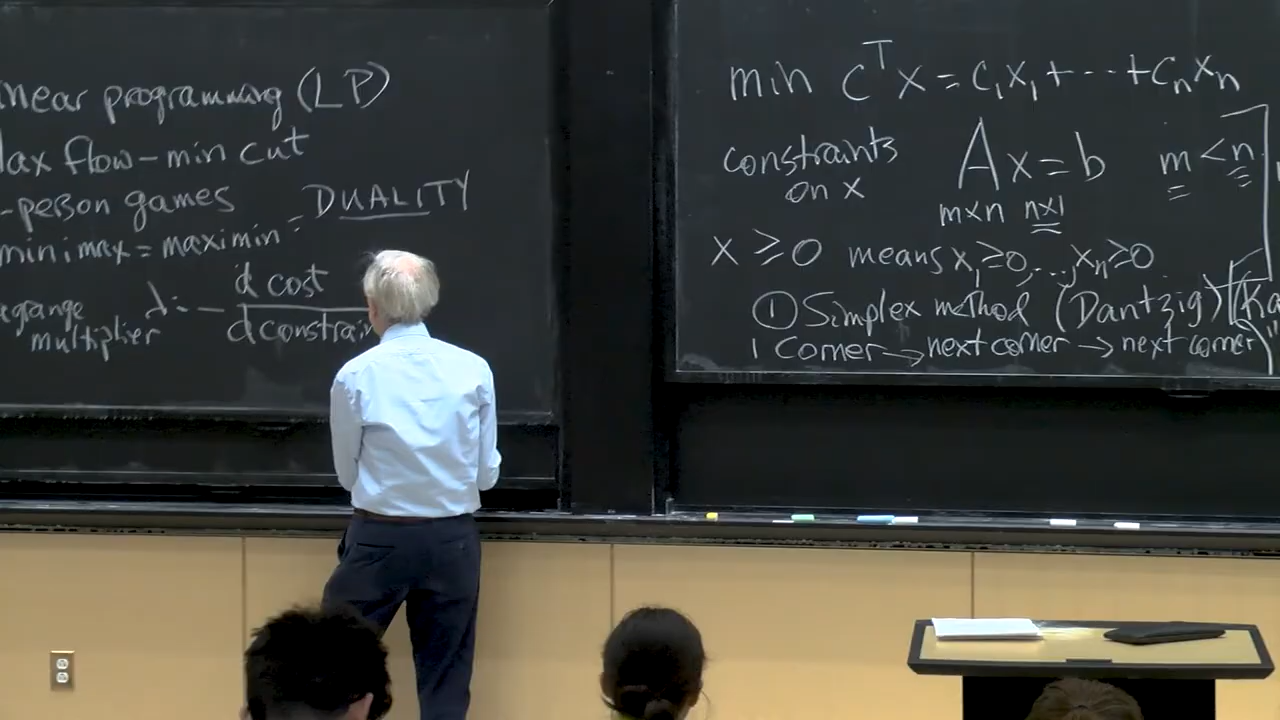 near programming (LP)
ax flow - min cut
-person games
minimax = maximin = DUALITY
grange multiplier λ: - d cost / d constrain
min cᵀx = c₁x₁ + ··· + cₙxₙ
constraints on x
Ax = b m < n
m×n n×1
x ≥ 0 means x₁ ≥ 0, ..., xₙ ≥ 0
① Simplex method (Dantzig) (Ka
1 corner → next corner → next corner